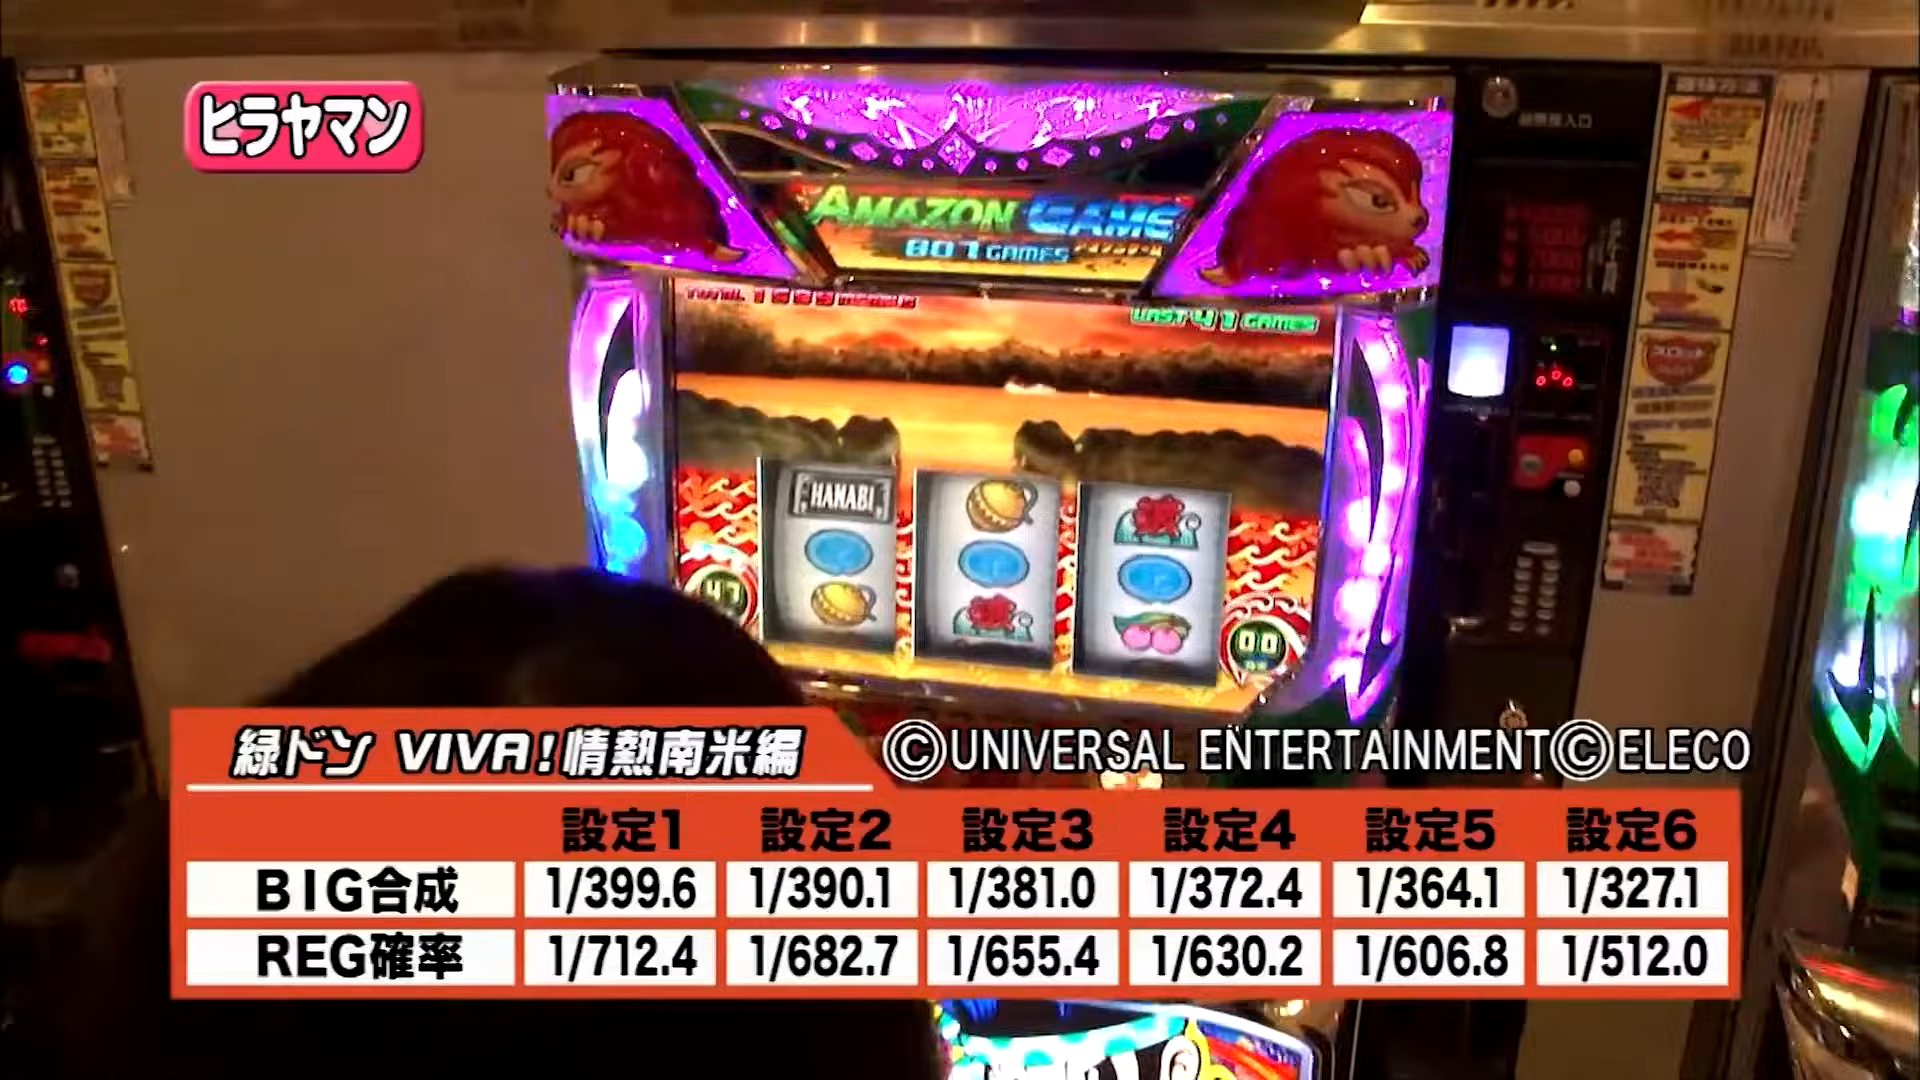 ヒラヤマン
AMAZON GAME
807 GAMES
LAST 41 GAMES
HANABI
47
00
緑ドン VIVA!情熱南米編
©UNIVERSAL ENTERTAINMENT©ELECO
設定1 設定2 設定3 設定4 設定5 設定6
BIG合成 1/399.6 1/390.1 1/381.0 1/372.4 1/364.1 1/327.1
REG確率 1/712.4 1/682.7 1/655.4 1/630.2 1/606.8 1/512.0